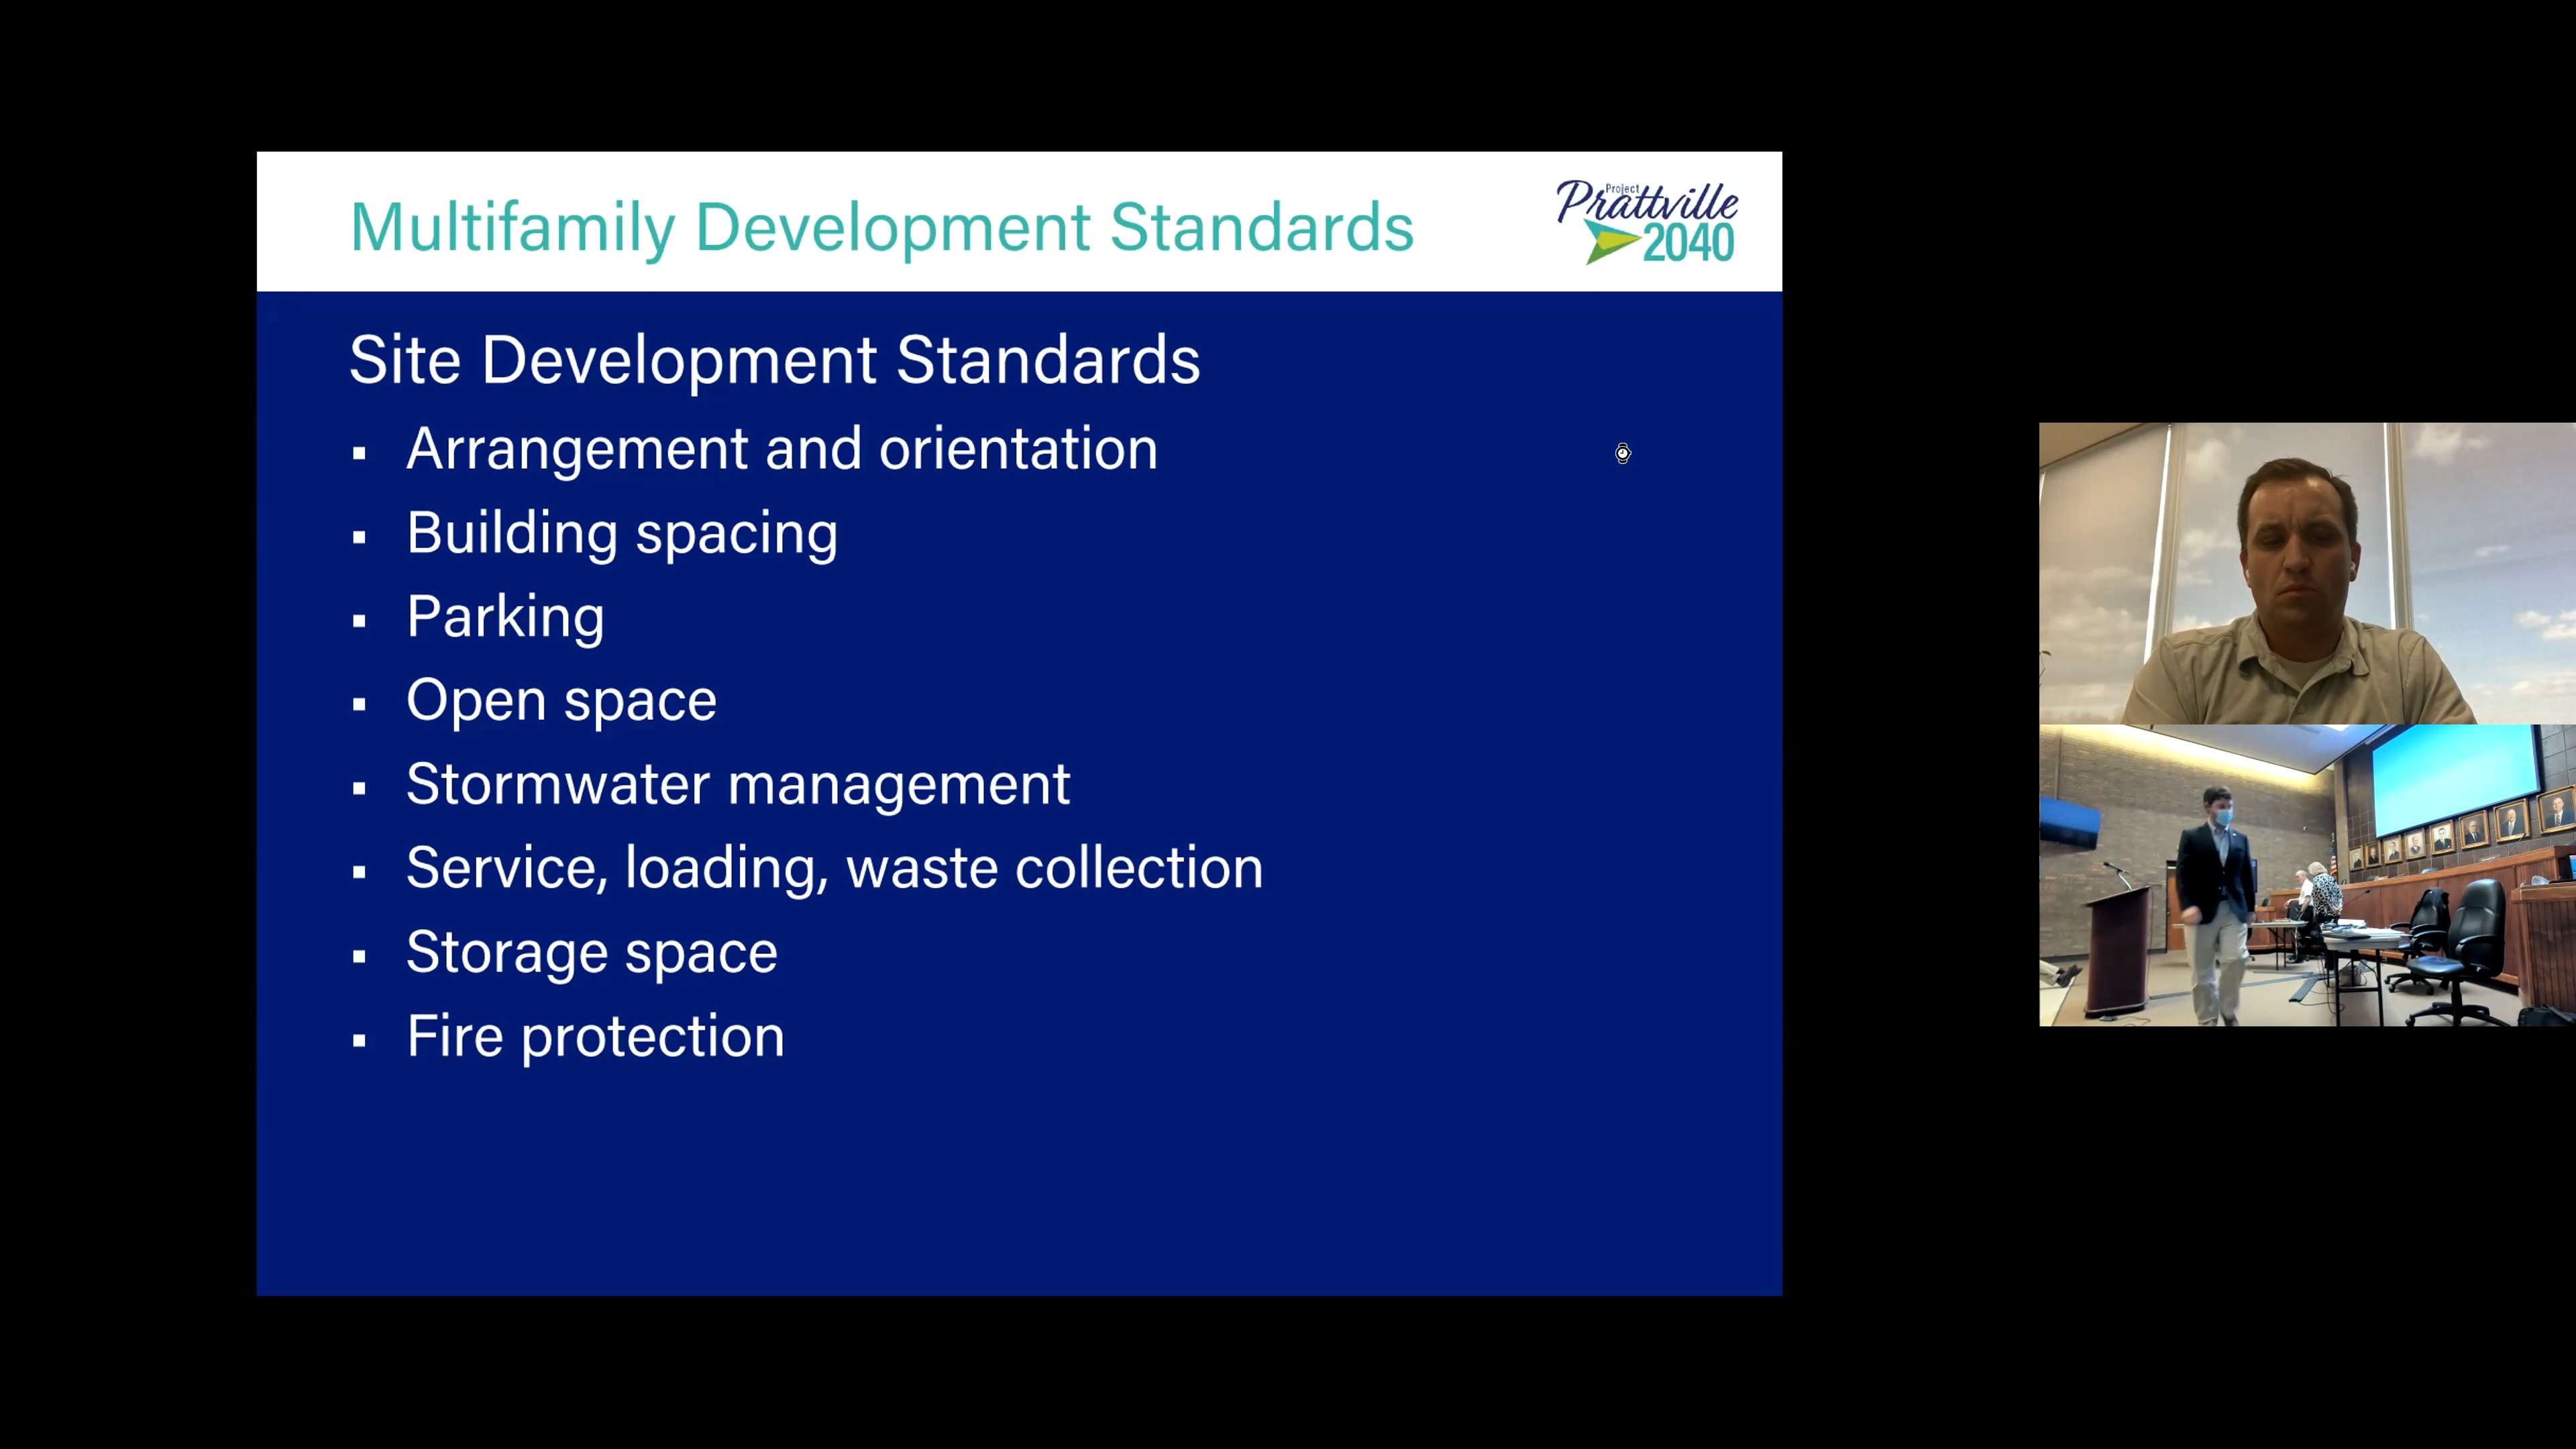 Multifamily Development Standards
Project
Prattville
2040
Site Development Standards
▪ Arrangement and orientation
▪ Building spacing
▪ Parking
▪ Open space
▪ Stormwater management
▪ Service, loading, waste collection
▪ Storage space
▪ Fire protection